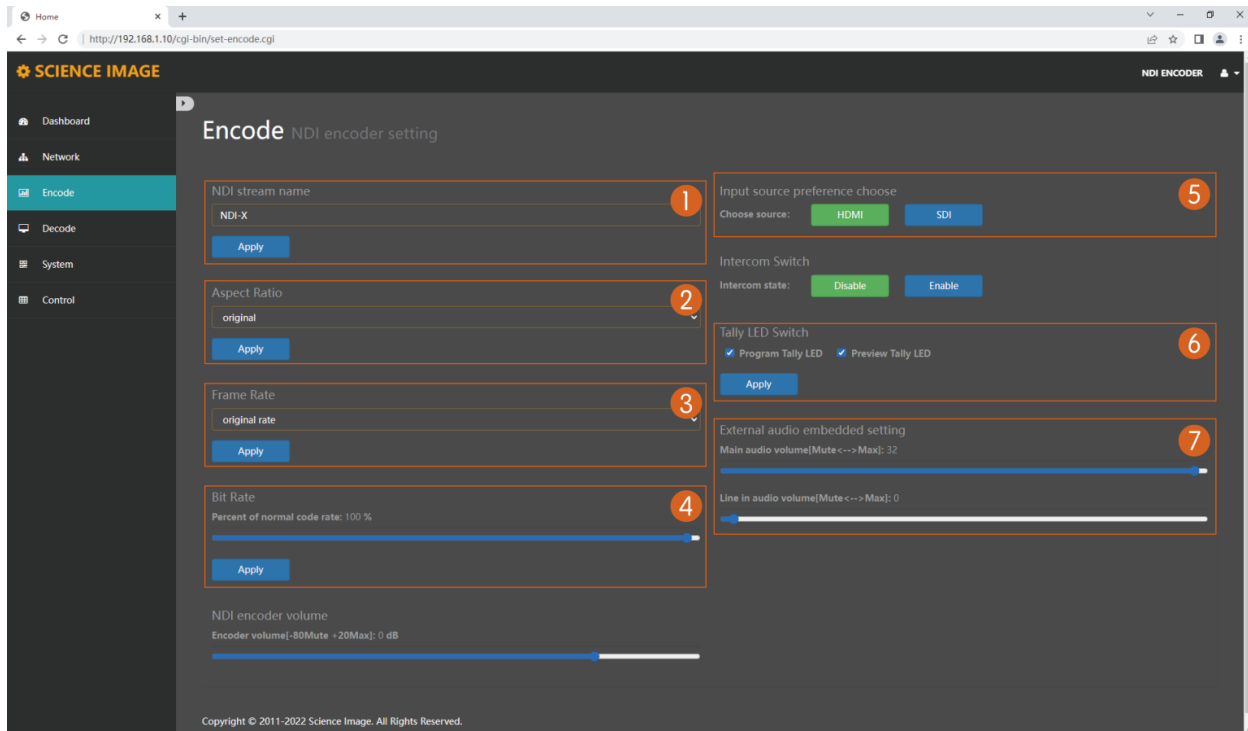 Home
http://192.168.1.10/cgi-bin/set-encode.cgi
SCIENCE IMAGE
NDI ENCODER
Dashboard
Network
Encode
Decode
System
Control
Encode NDI encoder setting
NDI stream name
1
NDI-X
Apply
Aspect Ratio
2
original
Apply
Frame Rate
3
original rate
Apply
Bit Rate
4
Percent of normal code rate: 100 %
Apply
NDI encoder volume
Encoder volume[-80Mute +20Max]: 0 dB
Input source preference choose
5
Choose source: HDMI SDI
Intercom Switch
Intercom state: Disable Enable
Tally LED Switch
6
Program Tally LED Preview Tally LED
Apply
External audio embedded setting
7
Main audio volume[Mute<-->Max]: 32
Line in audio volume[Mute<-->Max]: 0
Copyright © 2011-2022 Science Image. All Rights Reserved.